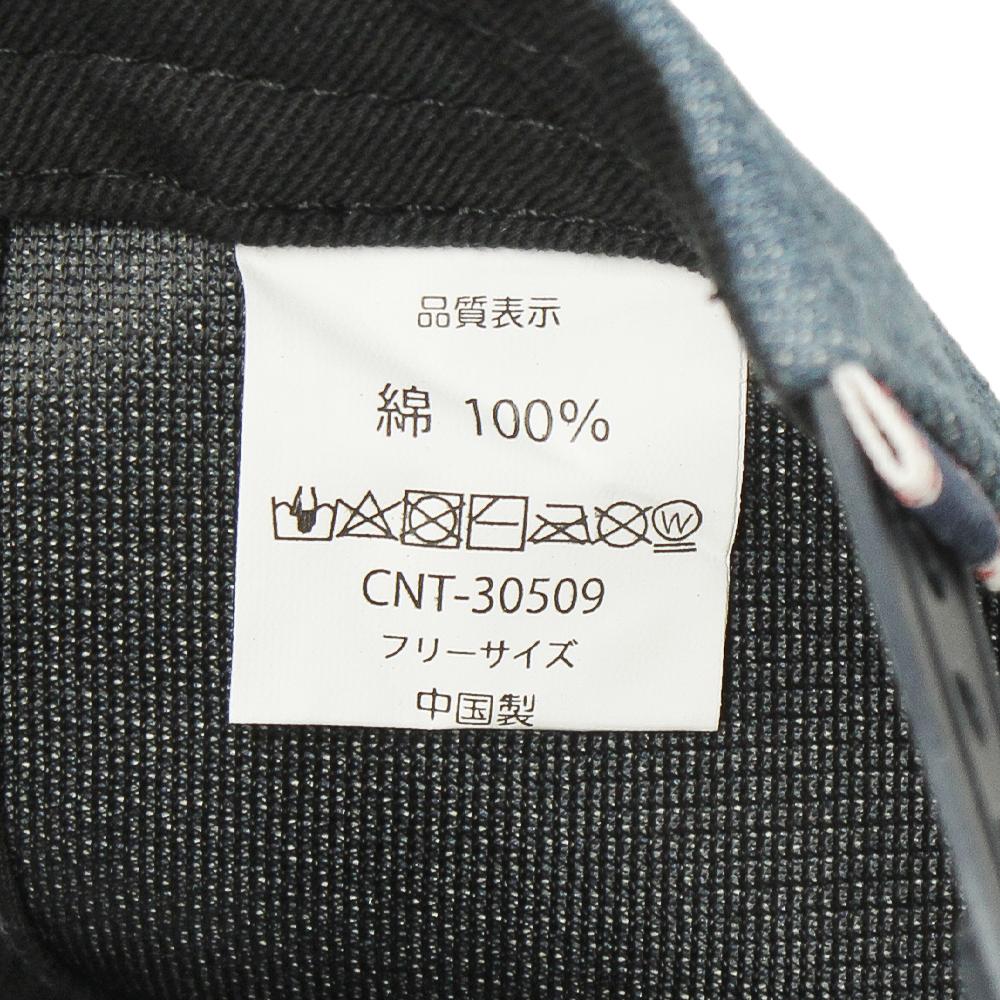 品質表示
綿 100%
W
CNT-30509
フリーサイズ
中国製